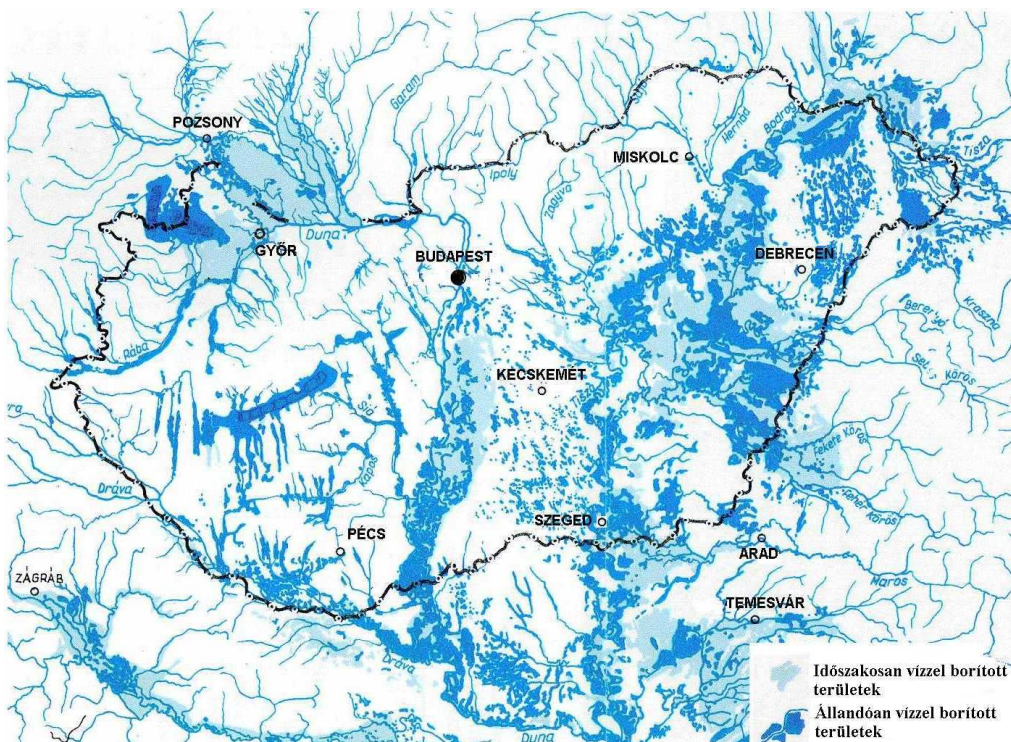 Garam
Sajó
Hernád
Bodrog
POZSONY
MISKOLC
Tisza
Ipoly
Zagyva
Duna
GYŐR
BUDAPEST
DEBRECEN
Kraszna
Berettyó
Rába
Sebes Körös
KECSKEMÉT
Tisza
Sió
Fekete Körös
Kapos
Fehér Körös
Dráva
SZEGED
PÉCS
ARAD
Maros
ZÁGRÁB
TEMESVÁR
Dráva
Időszakosan vízzel borított
területek
Állandóan vízzel borított
területek
Duna